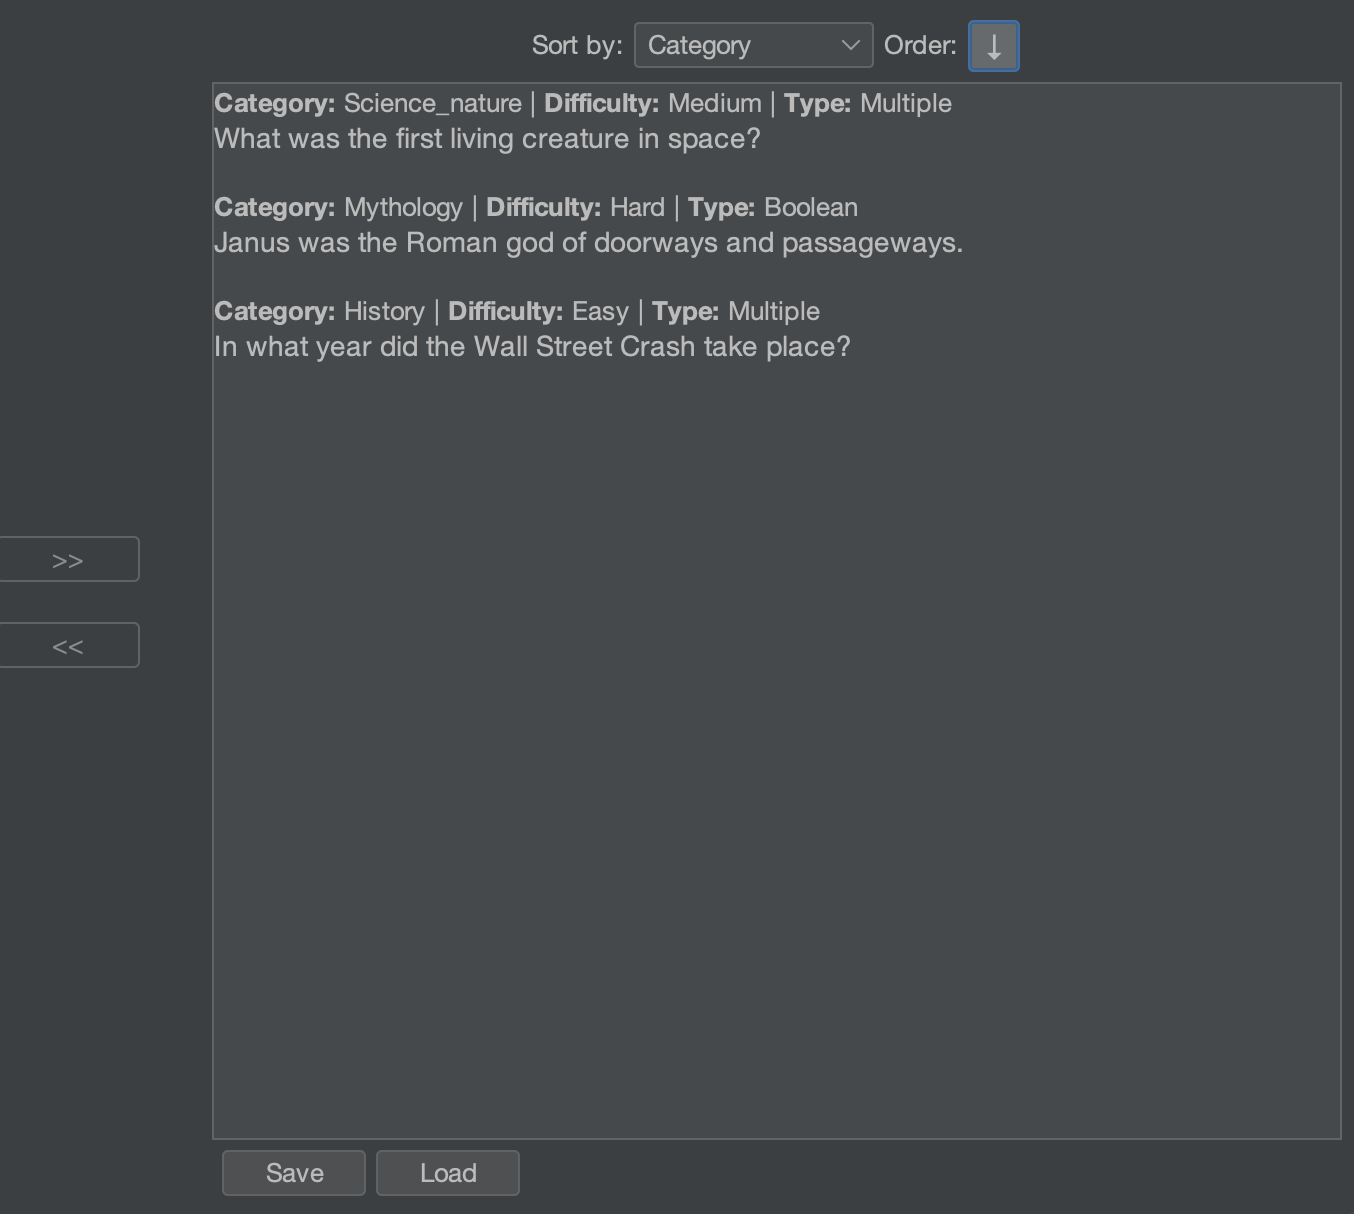 Sort by: Category Order: ↓
Category: Science_nature | Difficulty: Medium | Type: Multiple
What was the first living creature in space?
Category: Mythology | Difficulty: Hard | Type: Boolean
Janus was the Roman god of doorways and passageways.
Category: History | Difficulty: Easy | Type: Multiple
In what year did the Wall Street Crash take place?
>>
<<
Save Load